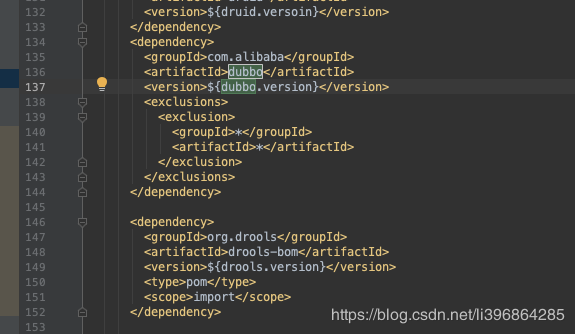 132 <version>${druid.versoin}</version>
133 </dependency>
134 <dependency>
135 <groupId>com.alibaba</groupId>
136 <artifactId>dubbo</artifactId>
137 <version>${dubbo.version}</version>
138 <exclusions>
139 <exclusion>
140 <groupId>*</groupId>
141 <artifactId>*</artifactId>
142 </exclusion>
143 </exclusions>
144 </dependency>
145
146 <dependency>
147 <groupId>org.drools</groupId>
148 <artifactId>drools-bom</artifactId>
149 <version>${drools.version}</version>
150 <type>pom</type>
151 <scope>import</scope>
152 </dependency>
153
https://blog.csdn.net/li396864285